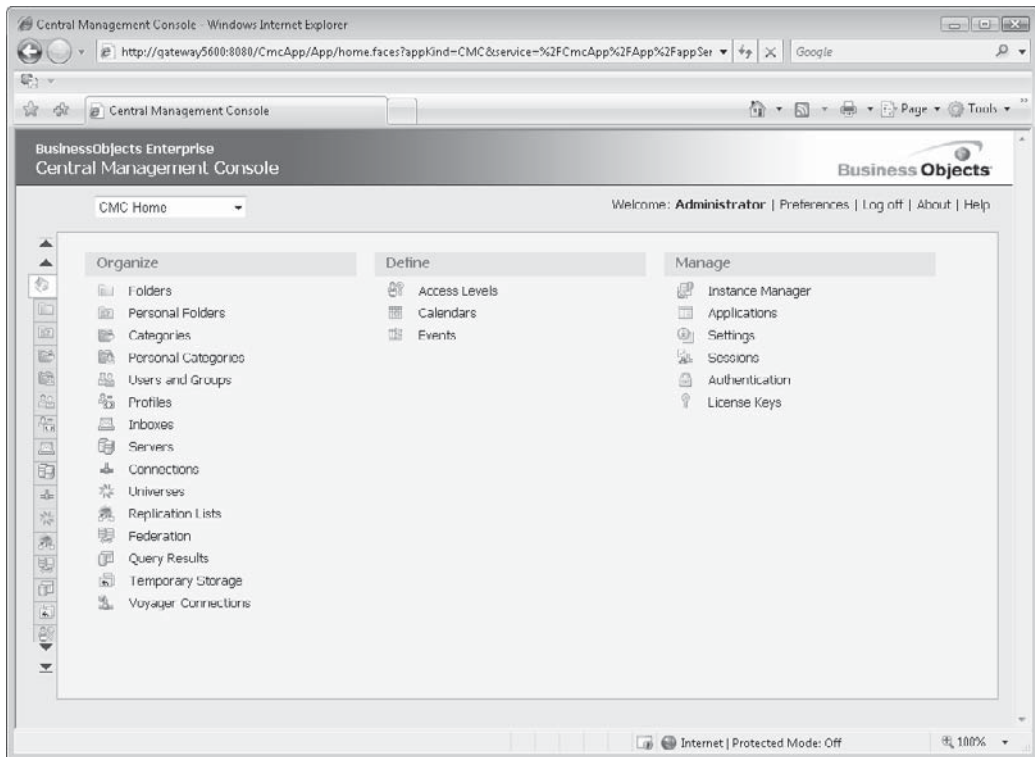 Central Management Console - Windows Internet Explorer
http://gateway5600:8080/CmcApp/App/home.faces?appKind=CMC&service=%2FCmcApp%2FApp%2FappSer
Google
Central Management Console
Page
Tools
BusinessObjects Enterprise
Central Management Console
Business Objects
CMC Home
Welcome: Administrator | Preferences | Log off | About | Help
Organize
Folders
Personal Folders
Categories
Personal Categories
Users and Groups
Profiles
Inboxes
Servers
Connections
Universes
Replication Lists
Federation
Query Results
Temporary Storage
Voyager Connections
Define
Access Levels
Calendars
Events
Manage
Instance Manager
Applications
Settings
Sessions
Authentication
License Keys
Internet | Protected Mode: Off
100%